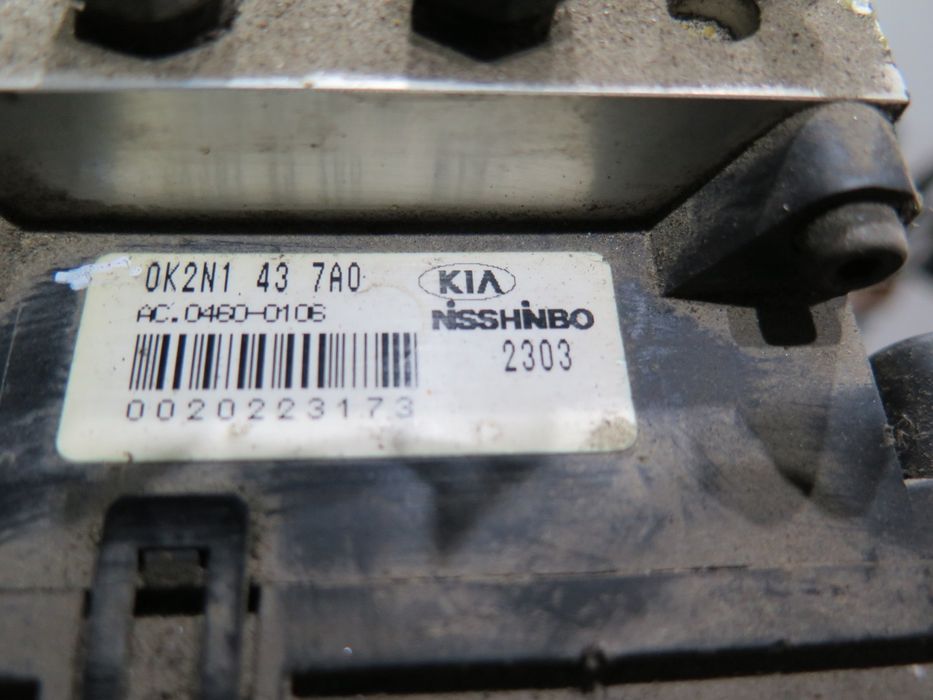 0K2N1 43 7A0
KIA
AC.0460-0106
NiSSHiNBO
2303
0020223173